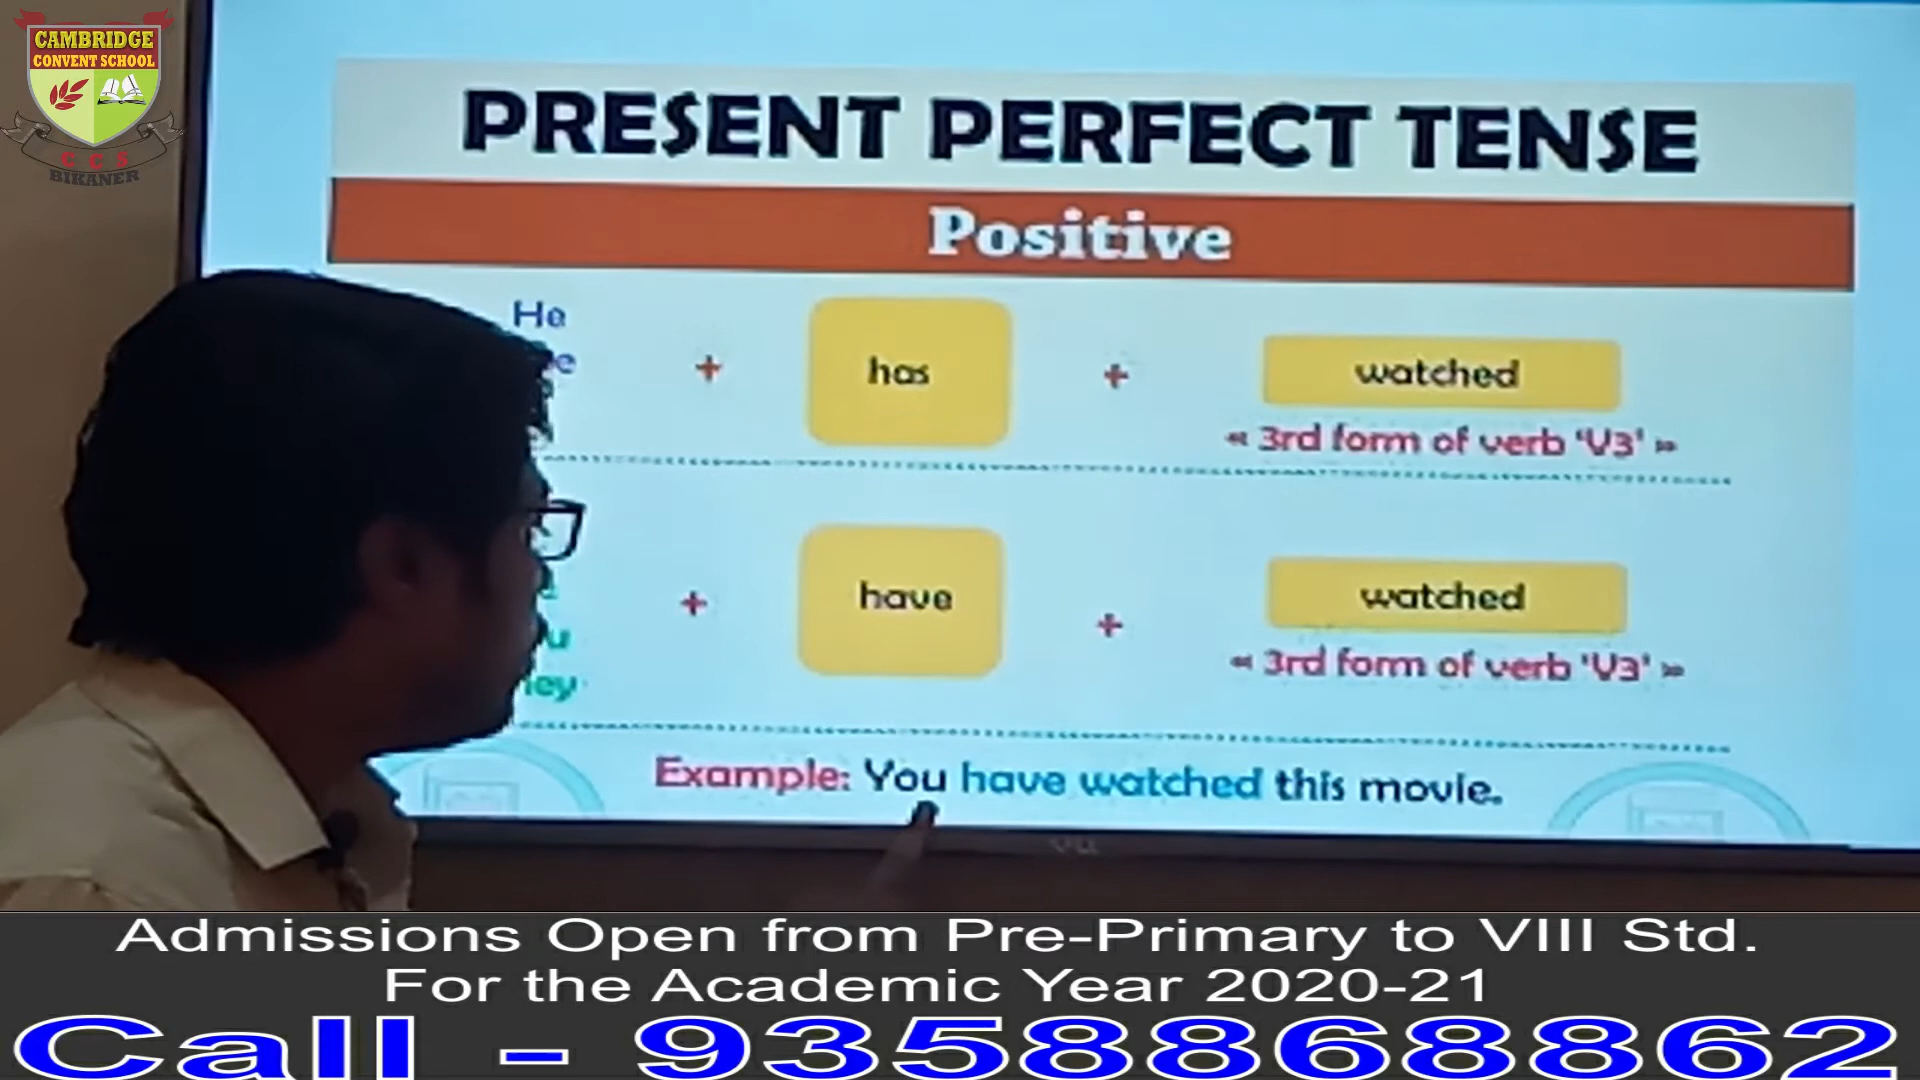 CAMBRIDGE
CONVENT SCHOOL
C C S
BIKANER
PRESENT PERFECT TENSE
Positive
He
+ has + watched
« 3rd form of verb 'V3' »
+ have + watched
« 3rd form of verb 'V3' »
Example: You have watched this movie.
Admissions Open from Pre-Primary to VIII Std.
For the Academic Year 2020-21
Call - 9358868862